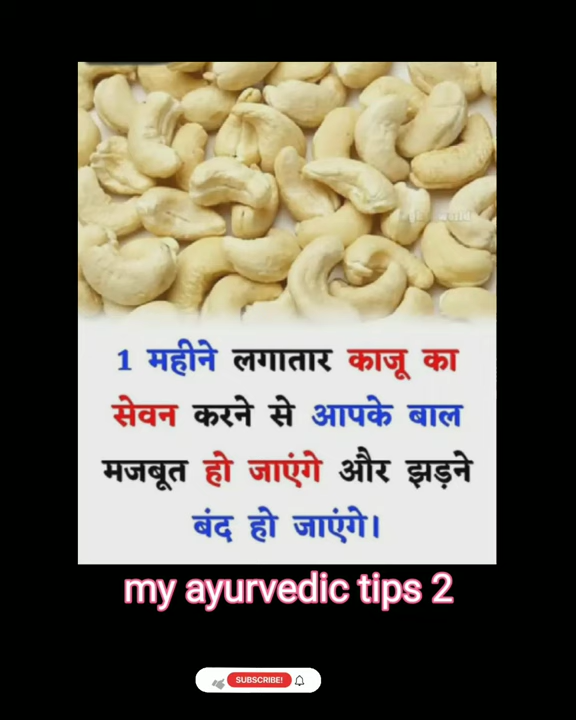 1 महीने लगातार काजू का
सेवन करने से आपके बाल
मजबूत हो जाएंगे और झड़ने
बंद हो जाएंगे।
my ayurvedic tips 2
SUBSCRIBE!